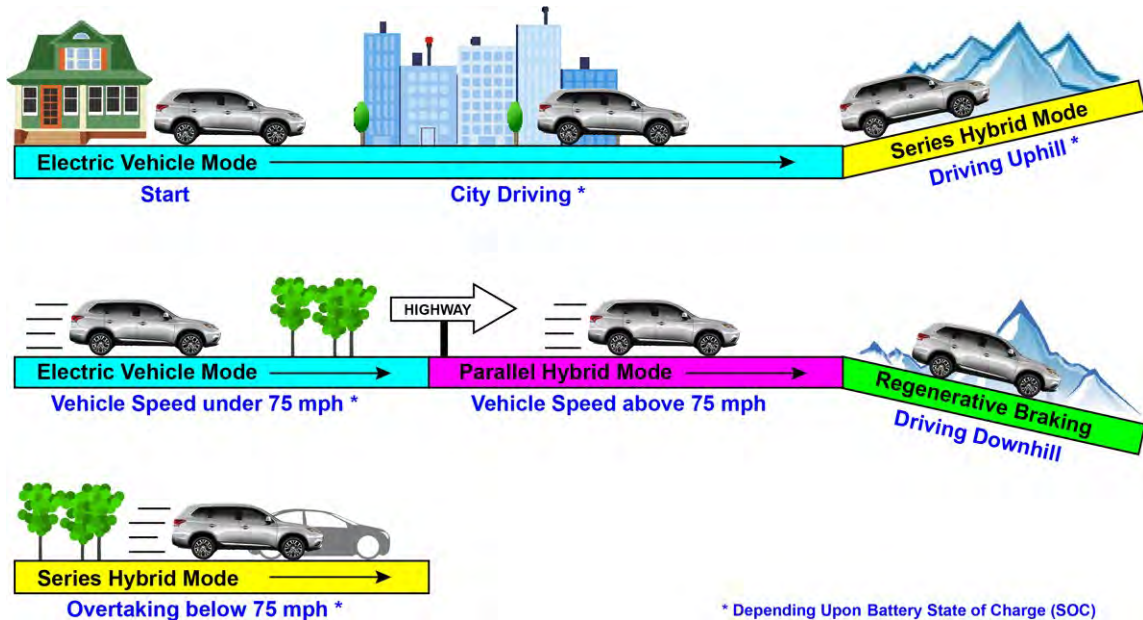 Electric Vehicle Mode
Series Hybrid Mode
Start
City Driving *
Driving Uphill *
HIGHWAY
Electric Vehicle Mode
Parallel Hybrid Mode
Regenerative Braking
Vehicle Speed under 75 mph *
Vehicle Speed above 75 mph
Driving Downhill
Series Hybrid Mode
Overtaking below 75 mph *
* Depending Upon Battery State of Charge (SOC)